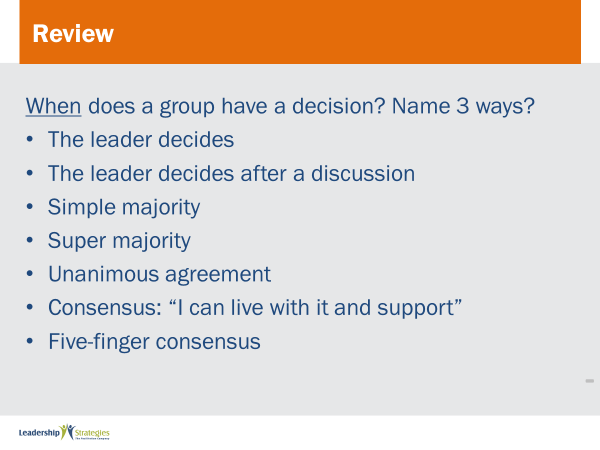 Review
When does a group have a decision? Name 3 ways?
• The leader decides
• The leader decides after a discussion
• Simple majority
• Super majority
• Unanimous agreement
• Consensus: “I can live with it and support”
• Five-finger consensus
Leadership Strategies
The Facilitation Company